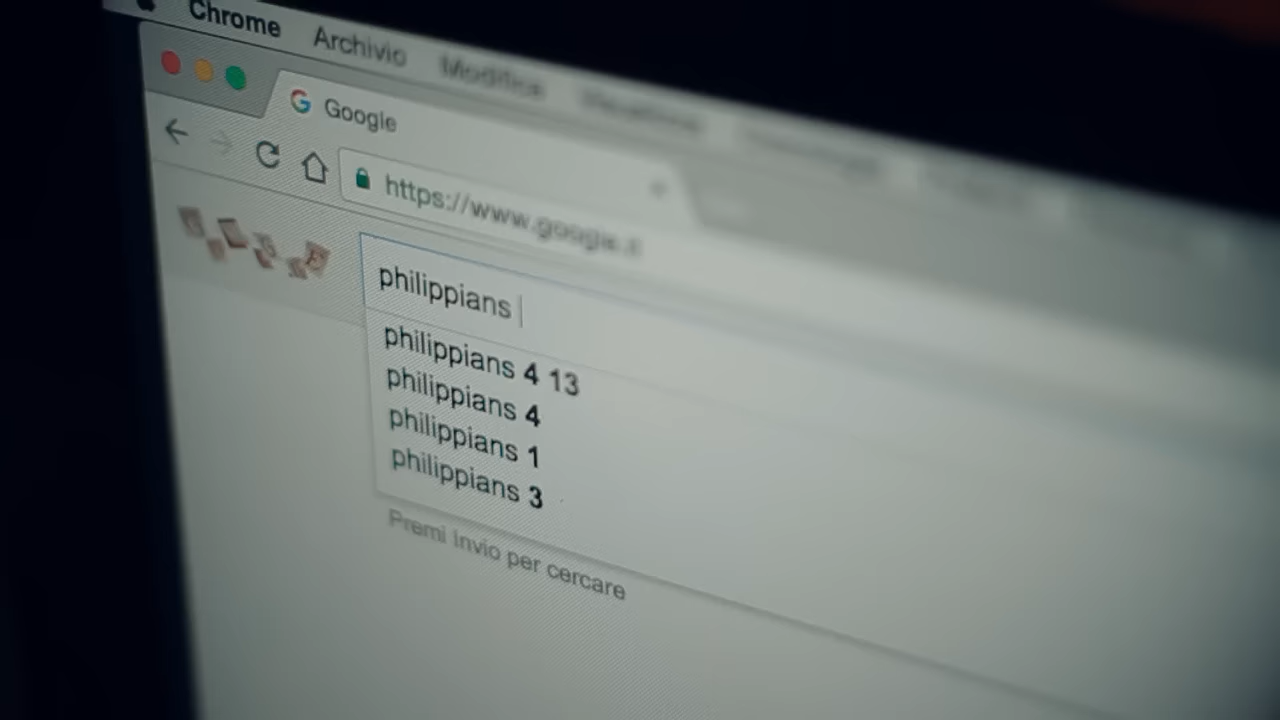 Chrome Archivio Modifica
Google
https://www.google.it
philippians
philippians 4 13
philippians 4
philippians 1
philippians 3
Premi Invio per cercare